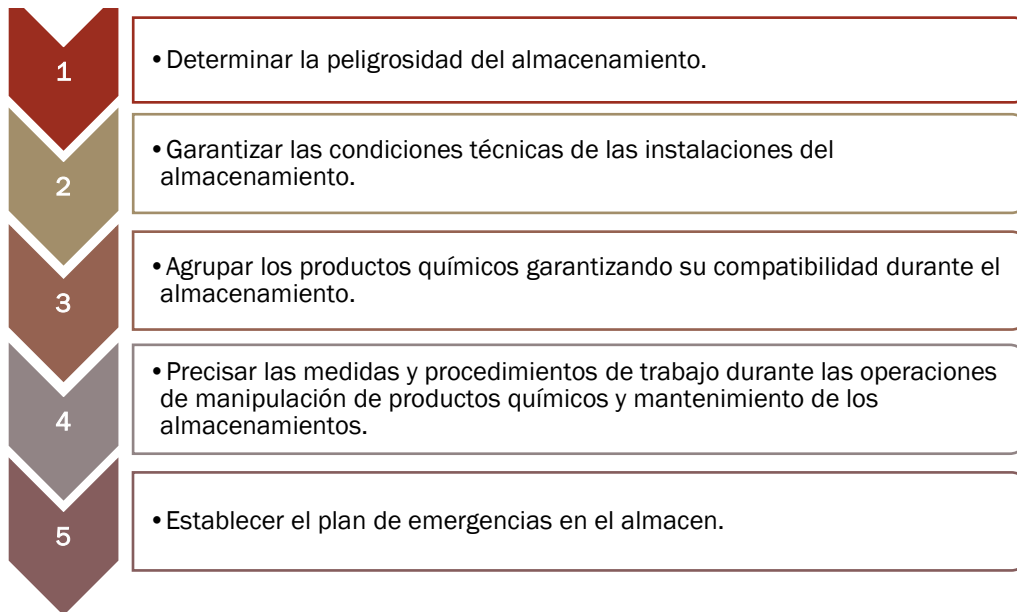 1
• Determinar la peligrosidad del almacenamiento.
2
• Garantizar las condiciones técnicas de las instalaciones del
almacenamiento.
3
• Agrupar los productos químicos garantizando su compatibilidad durante el
almacenamiento.
4
• Precisar las medidas y procedimientos de trabajo durante las operaciones
de manipulación de productos químicos y mantenimiento de los
almacenamientos.
5
• Establecer el plan de emergencias en el almacen.